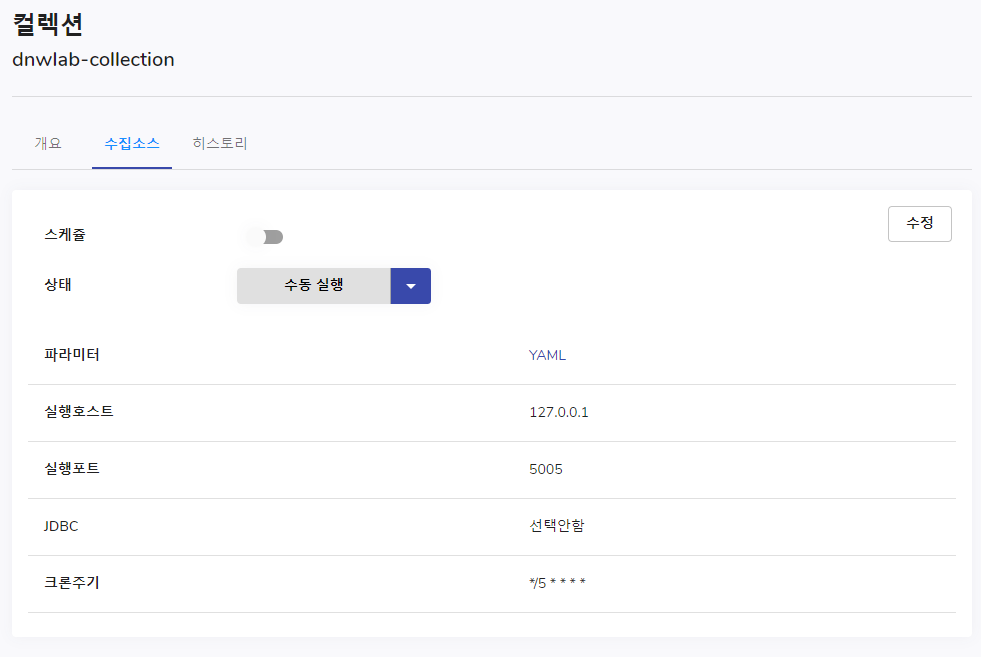 컬렉션
dnwlab-collection
개요 수집소스 히스토리
스케쥴 수정
상태 수동 실행
파라미터 YAML
실행호스트 127.0.0.1
실행포트 5005
JDBC 선택안함
크론주기 */5 * * * *